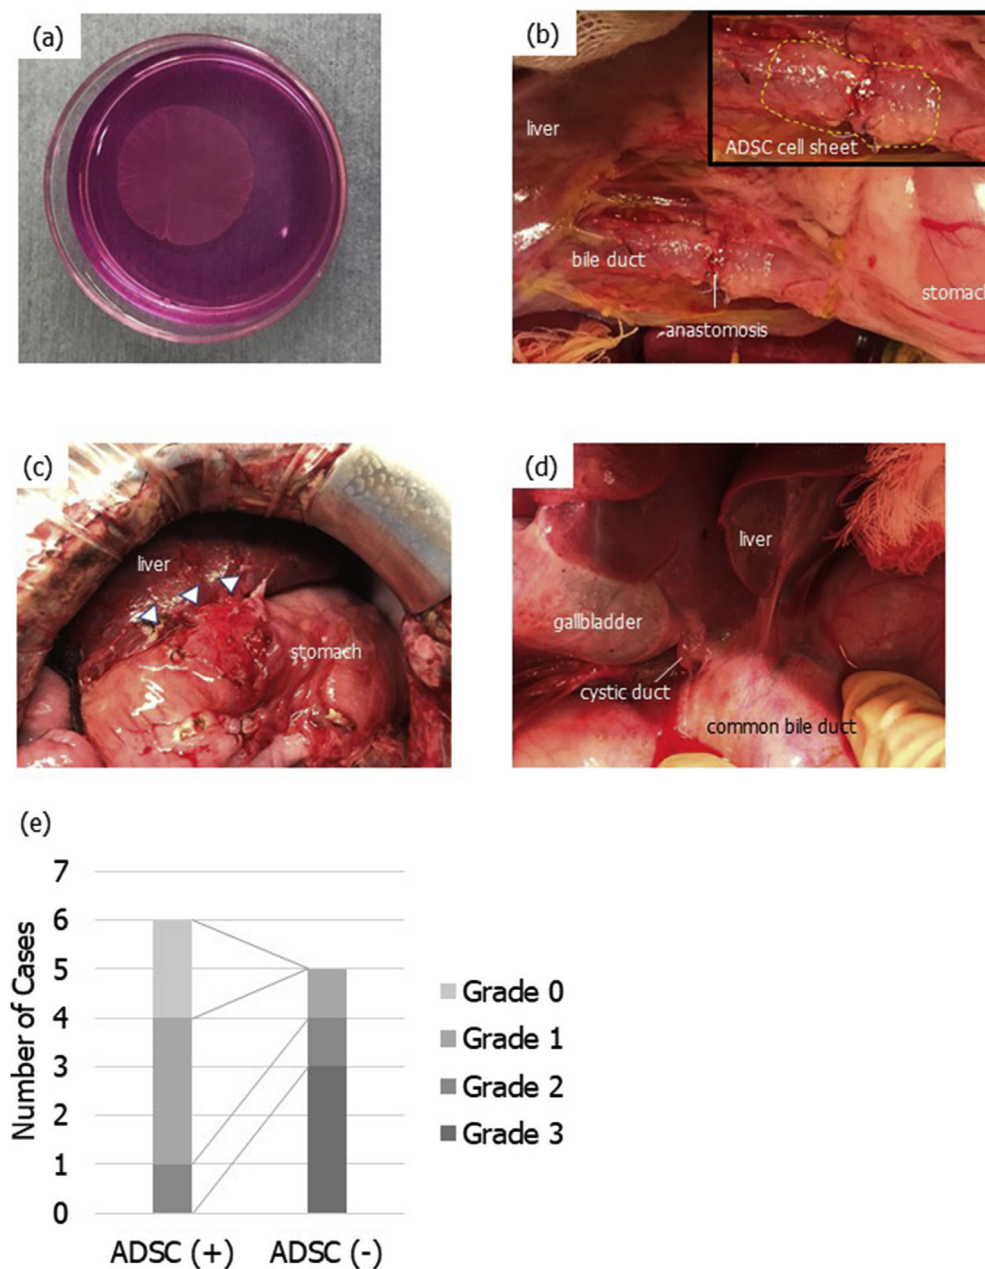 (a)
(b)
liver
ADSC cell sheet
bile duct
stomach
anastomosis
(c)
liver
stomach
(d)
liver
gallbladder
cystic duct
common bile duct
(e)
Number of Cases
7
6
5
4
3
2
1
0
ADSC (+)
ADSC (-)
Grade 0
Grade 1
Grade 2
Grade 3